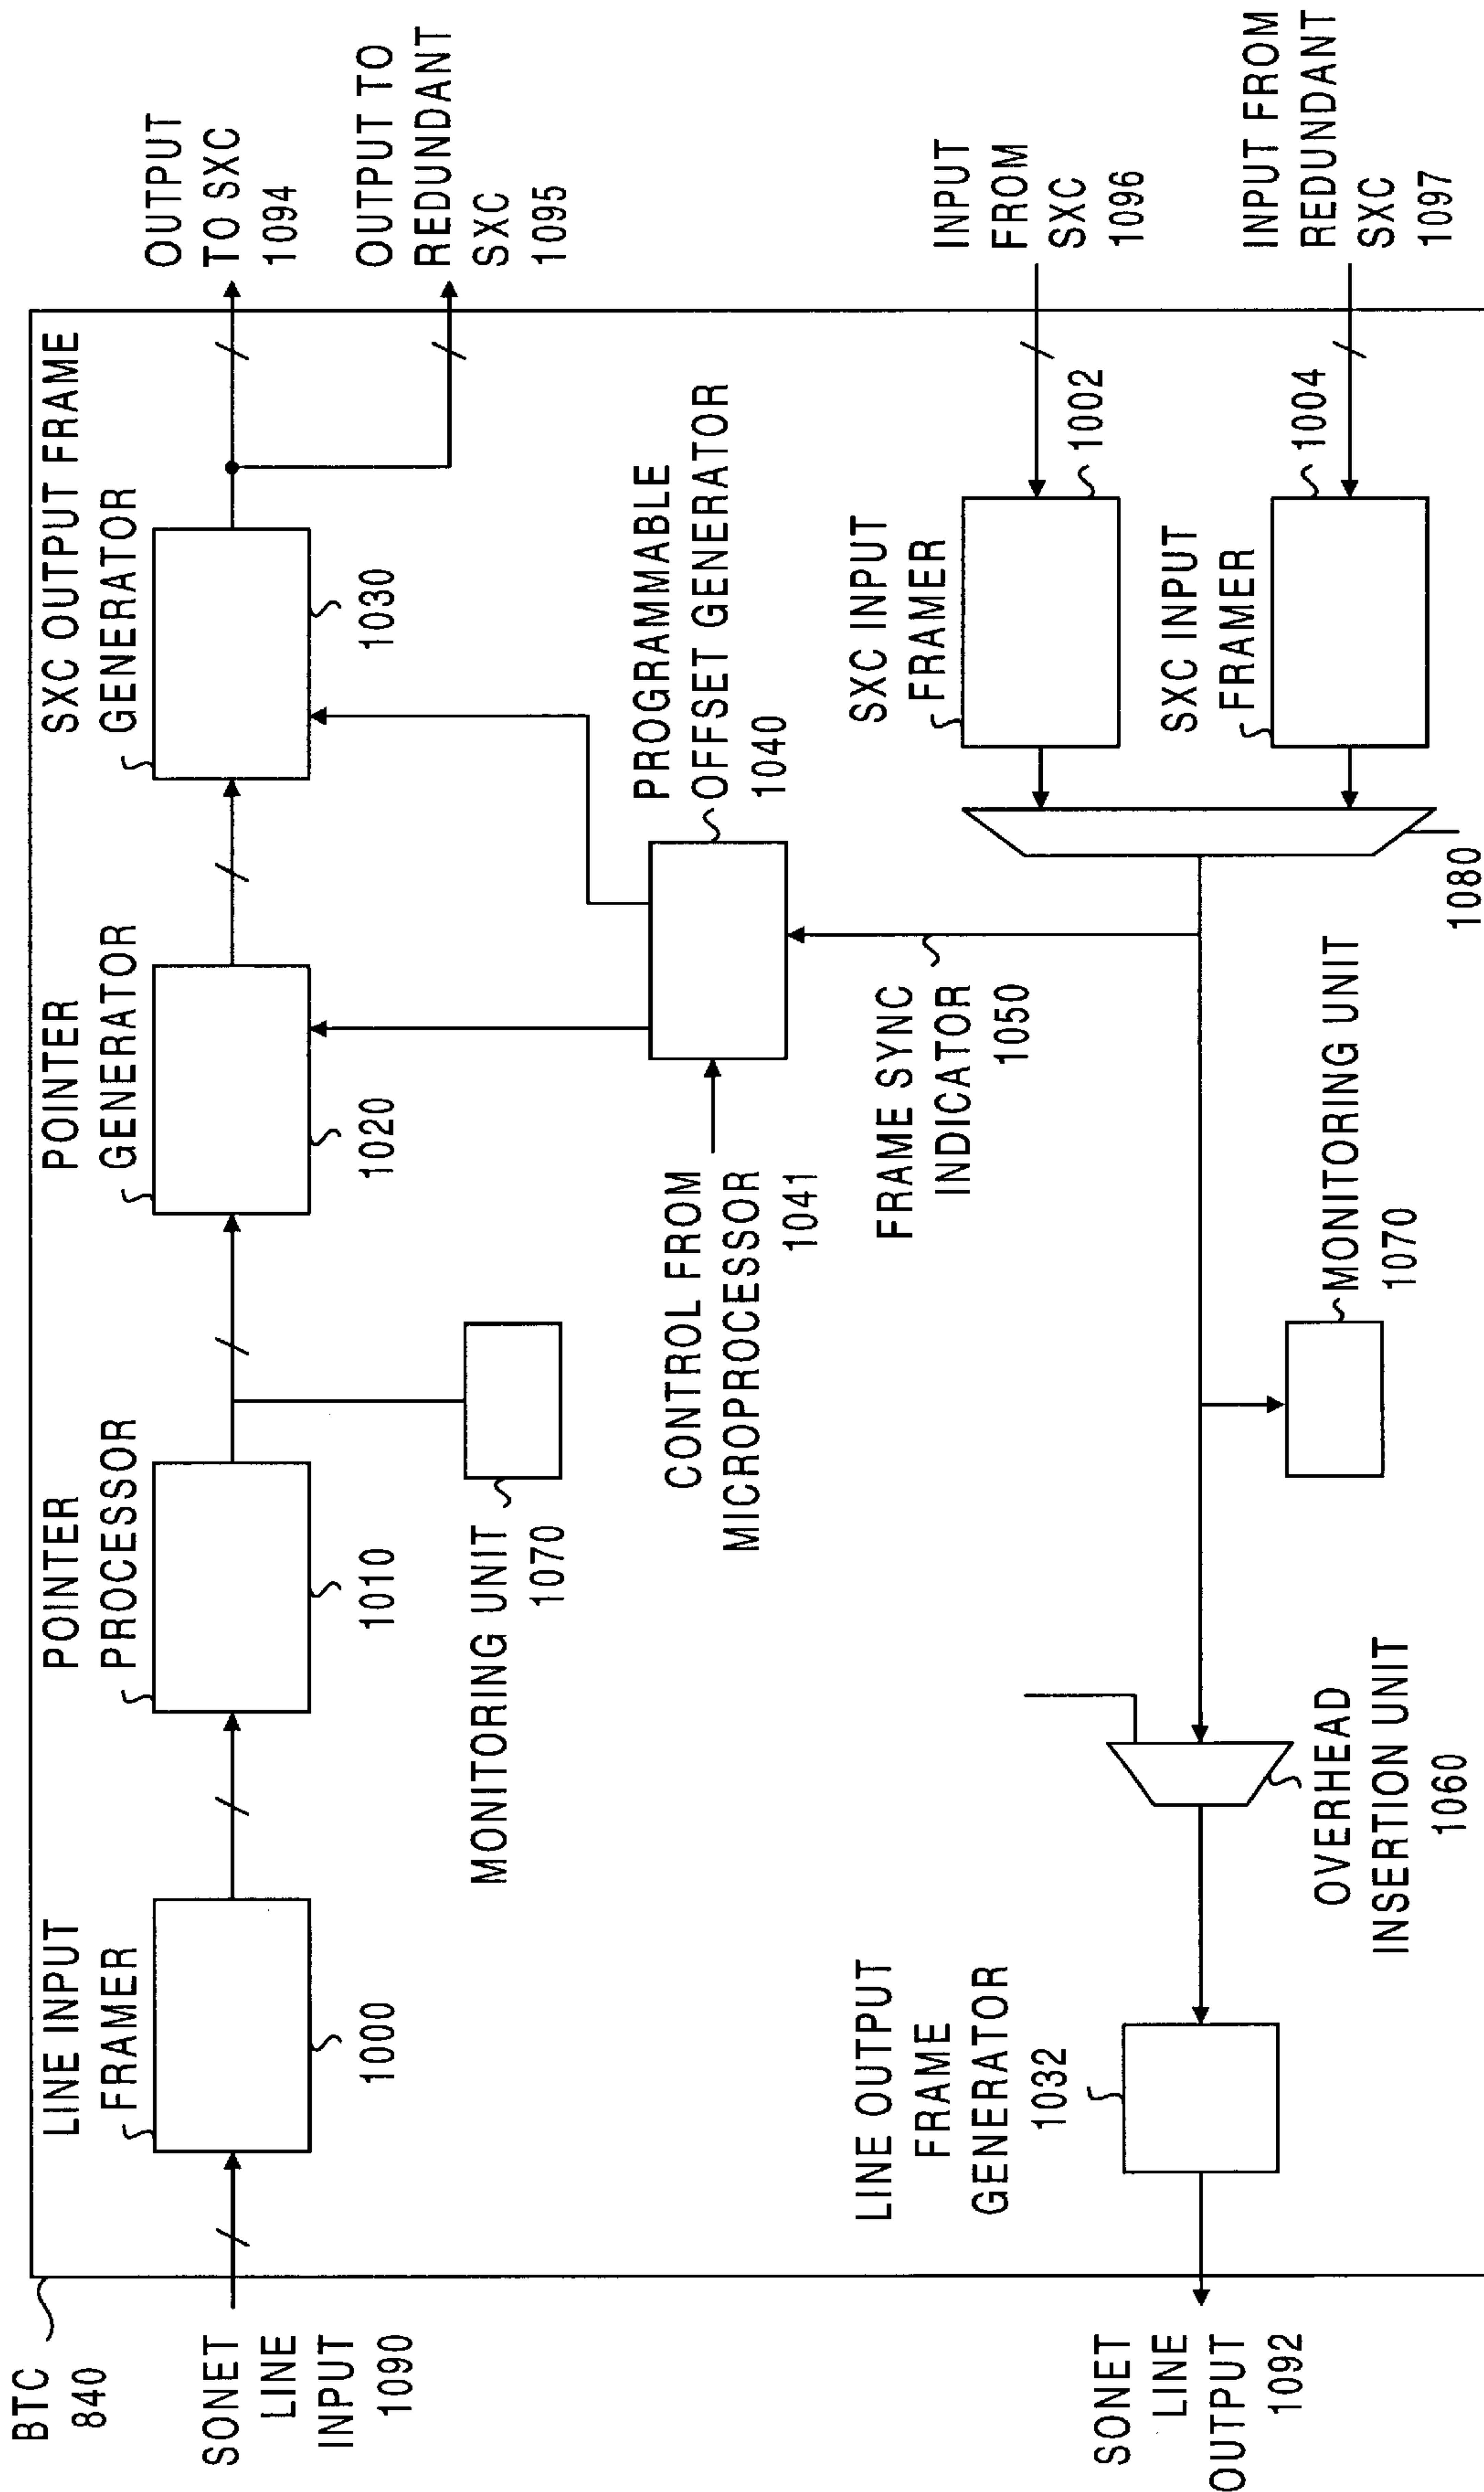 BTC
840
SONET
LINE
INPUT
1090
LINE INPUT
FRAMER
1000
POINTER
PROCESSOR
1010
MONITORING UNIT
1070
POINTER
GENERATOR
1020
SXC OUTPUT FRAME
GENERATOR
1030
OUTPUT
TO SXC
1094
OUTPUT TO
REDUNDANT
SXC
1095
CONTROL FROM
MICROPROCESSOR
1041
PROGRAMMABLE
OFFSET GENERATOR
1040
FRAME SYNC
INDICATOR
1050
SXC INPUT
FRAMER
1002
INPUT
FROM
SXC
1096
SXC INPUT
FRAMER
1004
INPUT FROM
REDUNDANT
SXC
1097
1080
MONITORING UNIT
1070
OVERHEAD
INSERTION UNIT
1060
LINE OUTPUT
FRAME
GENERATOR
1032
SONET
LINE
OUTPUT
1092